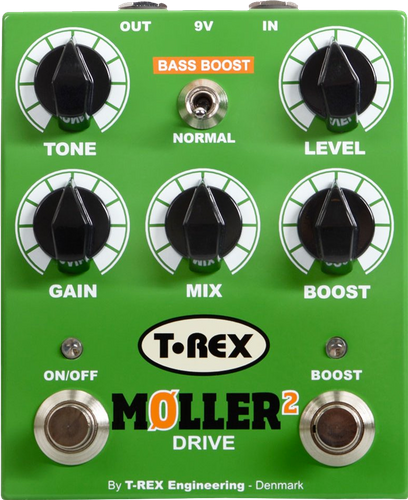 OUT 9V IN
BASS BOOST
NORMAL
TONE LEVEL
GAIN MIX BOOST
T•REX
ON/OFF BOOST
MØLLER²
DRIVE
By T-REX Engineering - Denmark